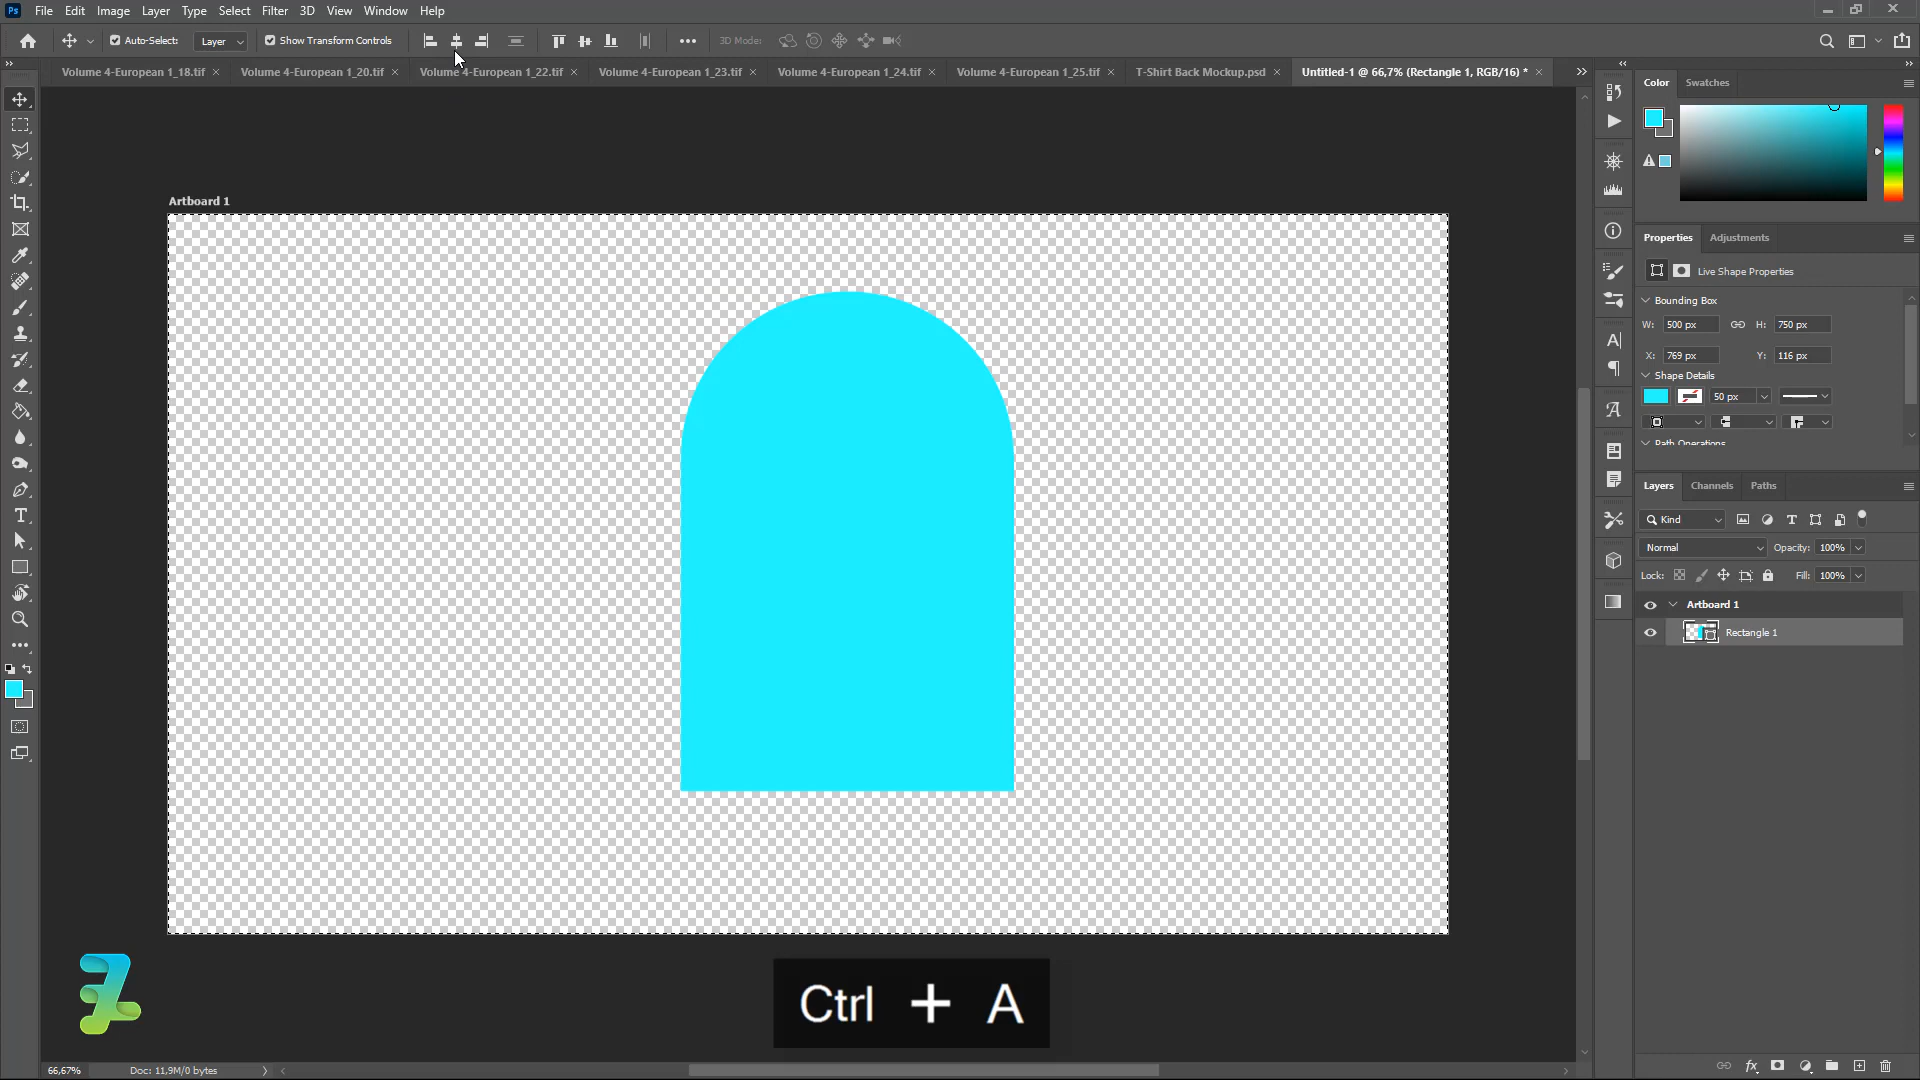 Ps File Edit Image Layer Type Select Filter 3D View Window Help
Auto-Select: Layer Show Transform Controls 3D Mode:
Volume 4-European 1_18.tif Volume 4-European 1_20.tif Volume 4-European 1_22.tif Volume 4-European 1_23.tif Volume 4-European 1_24.tif Volume 4-European 1_25.tif T-Shirt Back Mockup.psd Untitled-1 @ 66,7% (Rectangle 1, RGB/16) *
Color Swatches
Artboard 1
Properties Adjustments
Live Shape Properties
Bounding Box
W: 500 px H: 750 px
X: 769 px Y: 116 px
Shape Details
50 px
Path Operations
Layers Channels Paths
Kind
Normal Opacity: 100%
Lock: Fill: 100%
Artboard 1
Rectangle 1
Ctrl + A
66,67% Doc: 11,9M/0 bytes